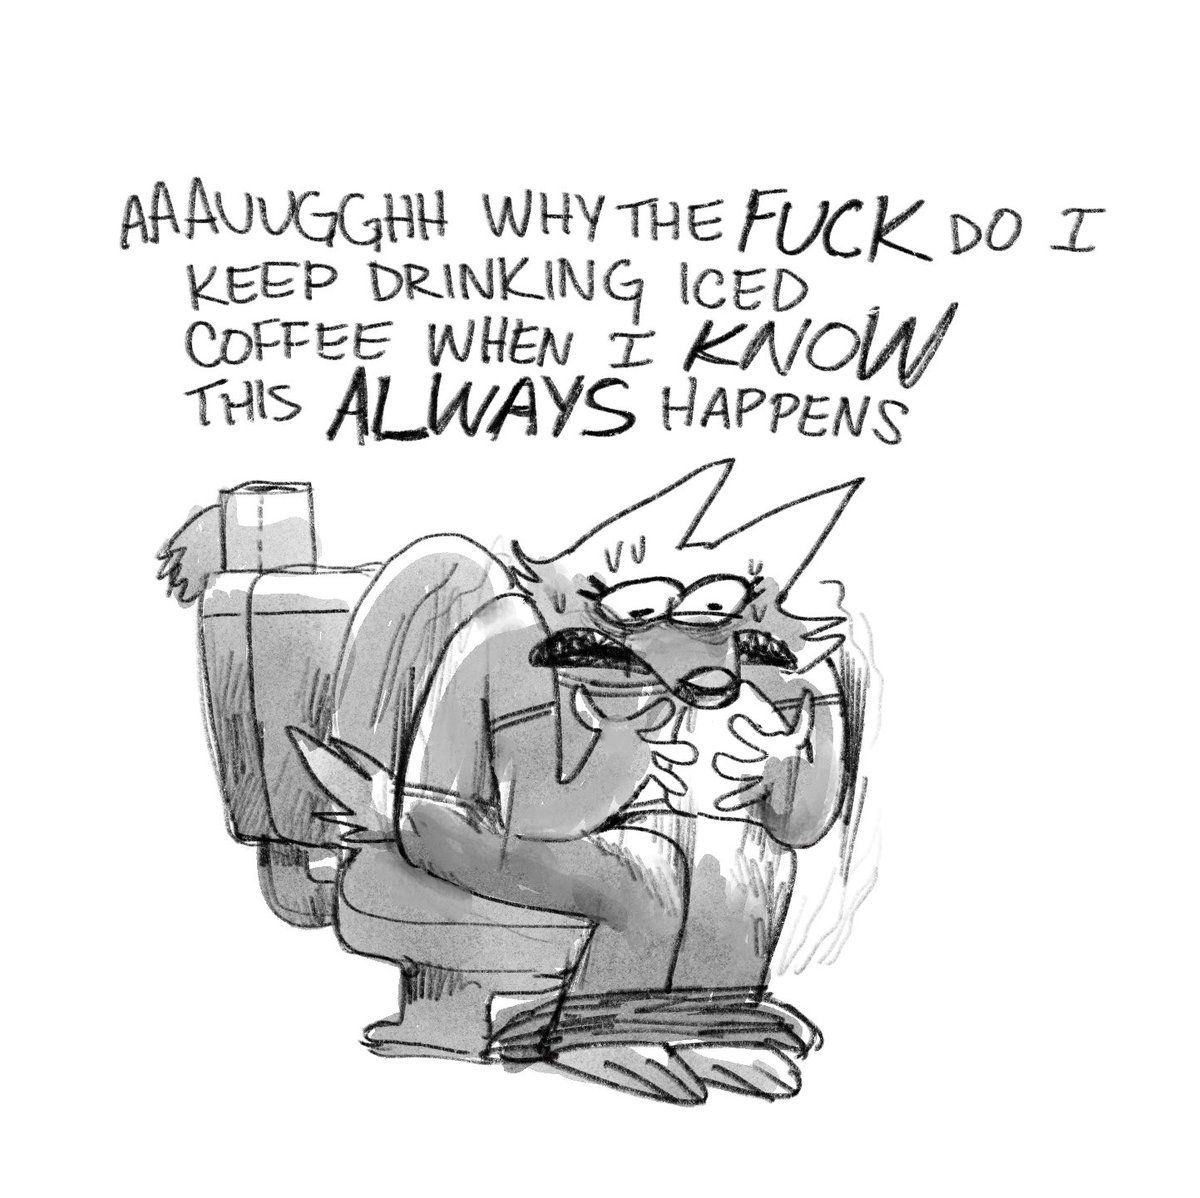 AAAUUGGHH WHY THE FUCK DO I
KEEP DRINKING ICED
COFFEE WHEN I KNOW
THIS ALWAYS HAPPENS